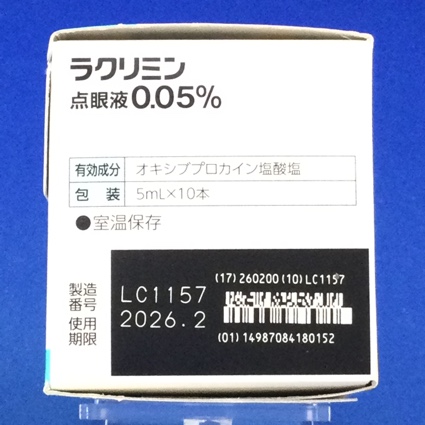 ラクリミン
点眼液0.05%
有効成分 オキシブプロカイン塩酸塩
包装 5mL×10本
●室温保存
(17)260200(10)LC1157
製造番号 LC1157
使用期限 2026.2
(01)14987084180152